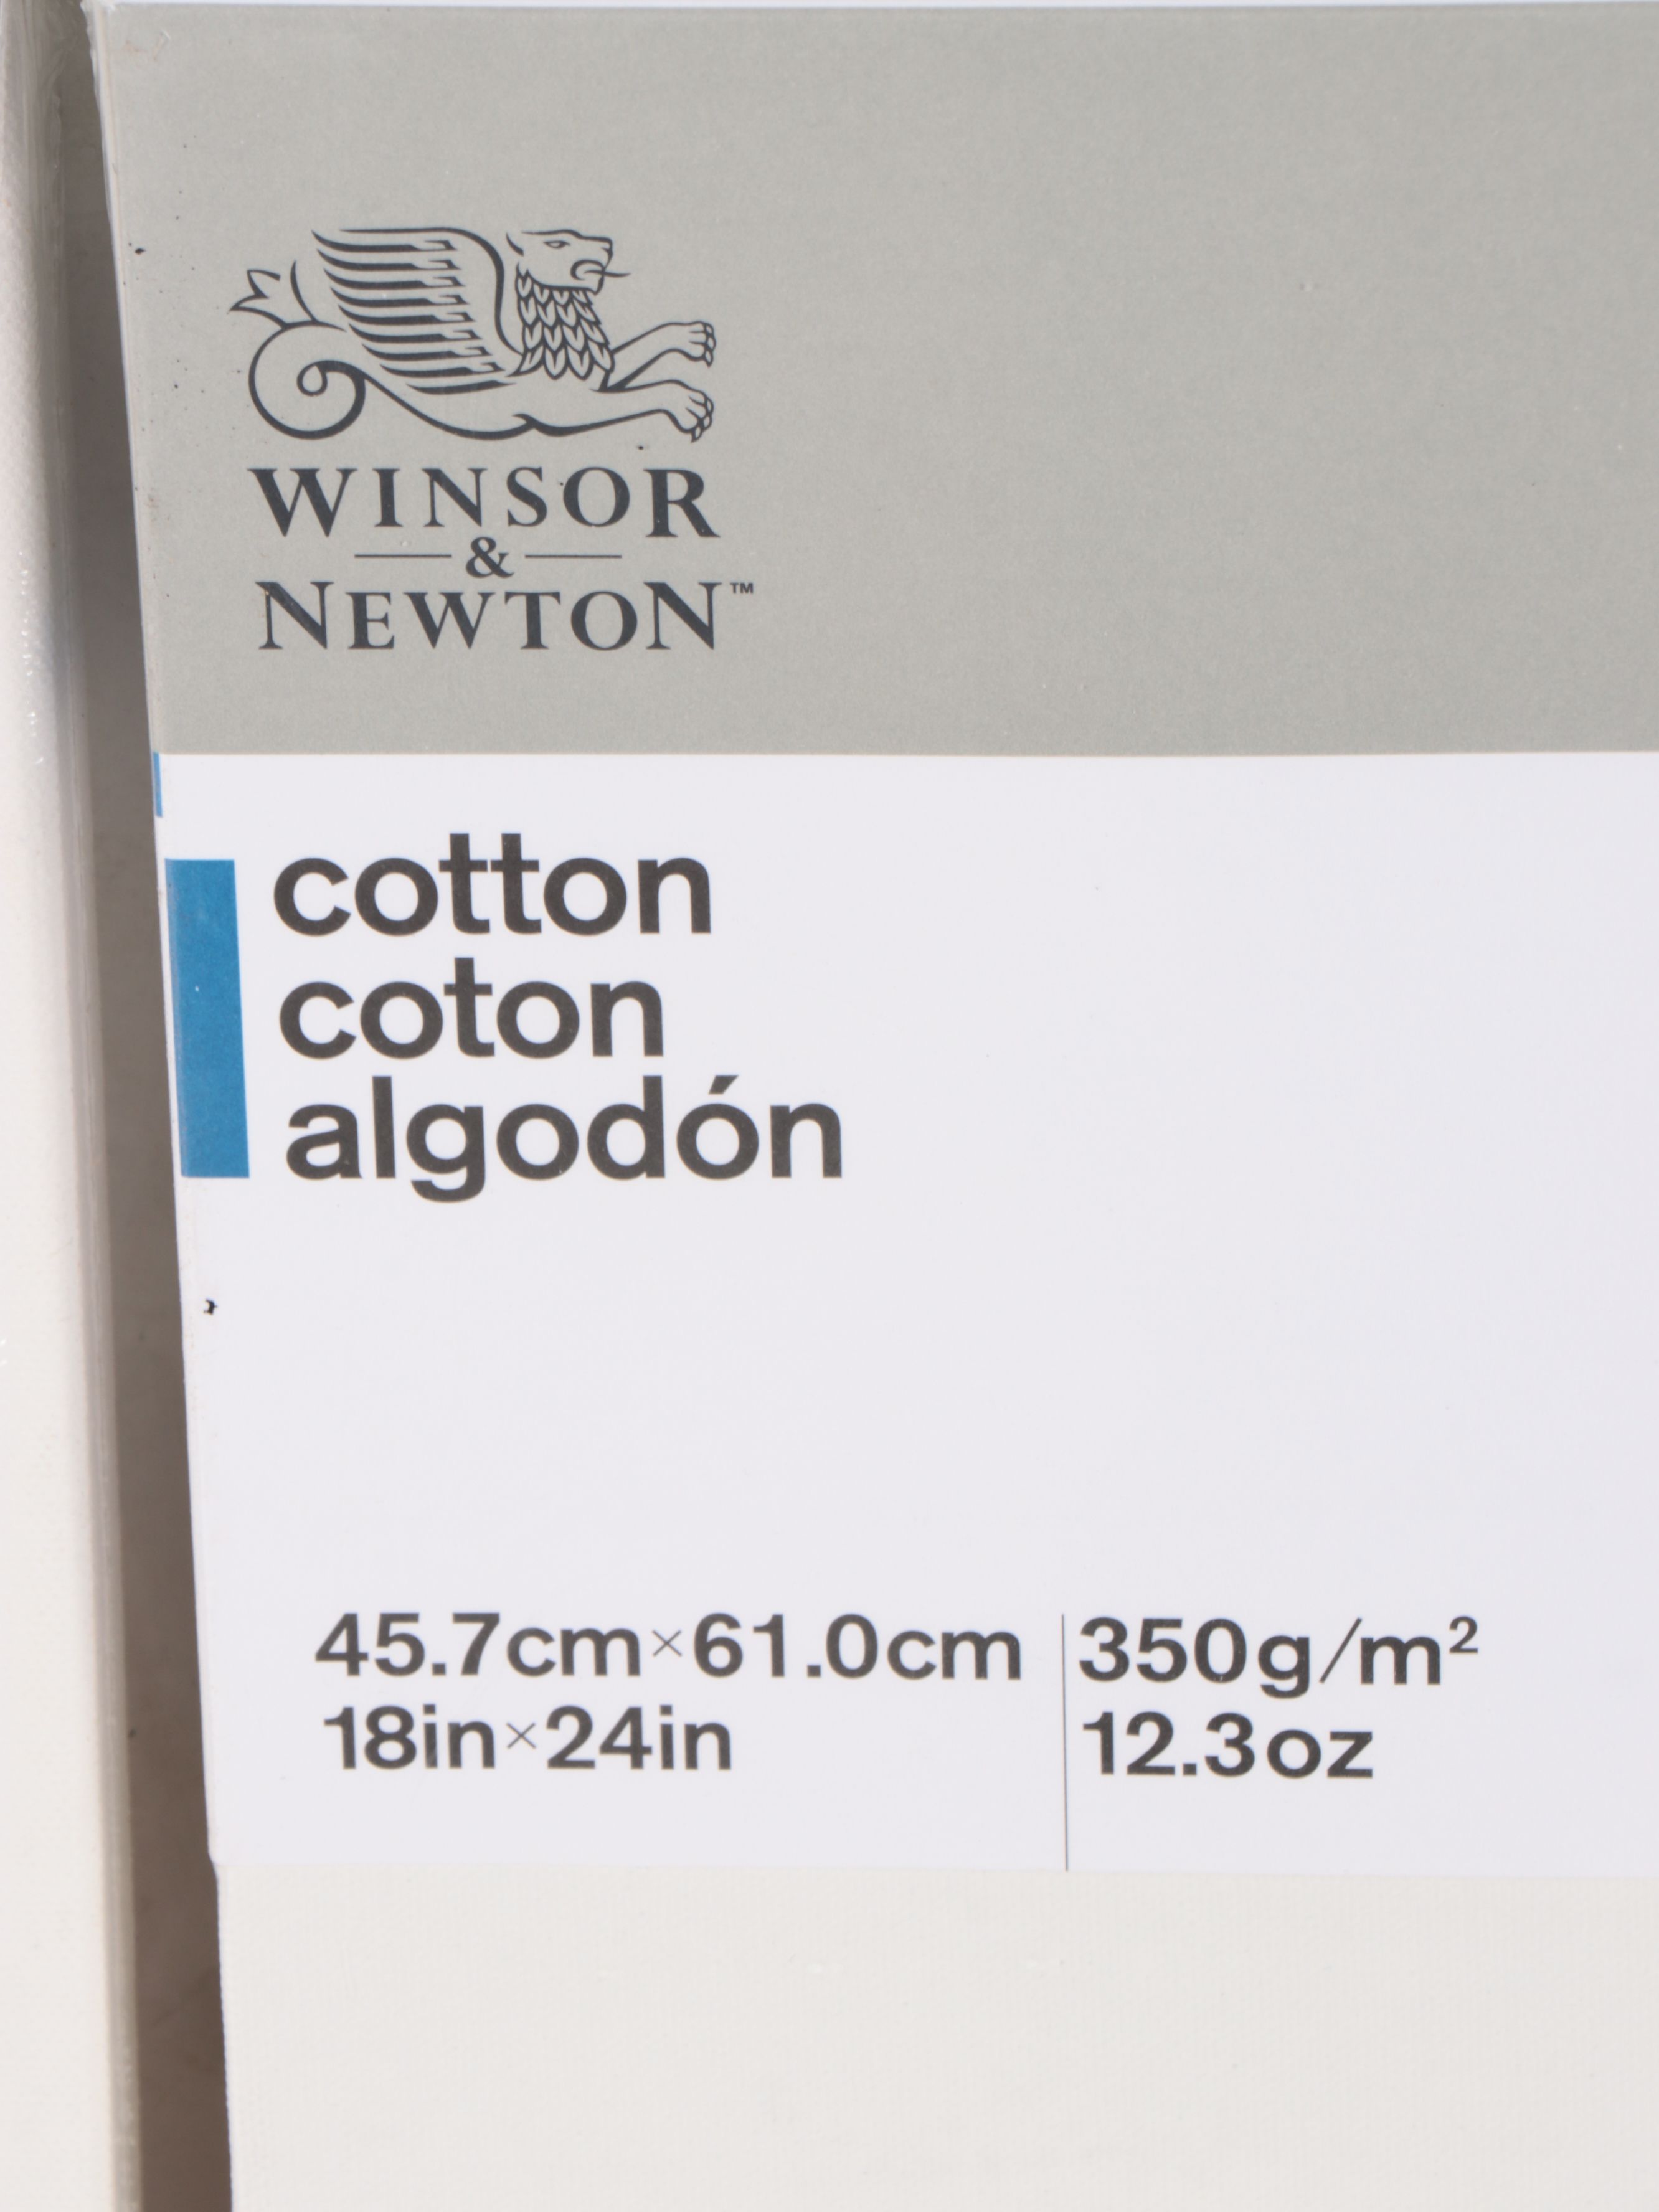 WINSOR
&
NEWTON™
cotton
coton
algodón
45.7cm×61.0cm
18in×24in
350g/m²
12.3oz